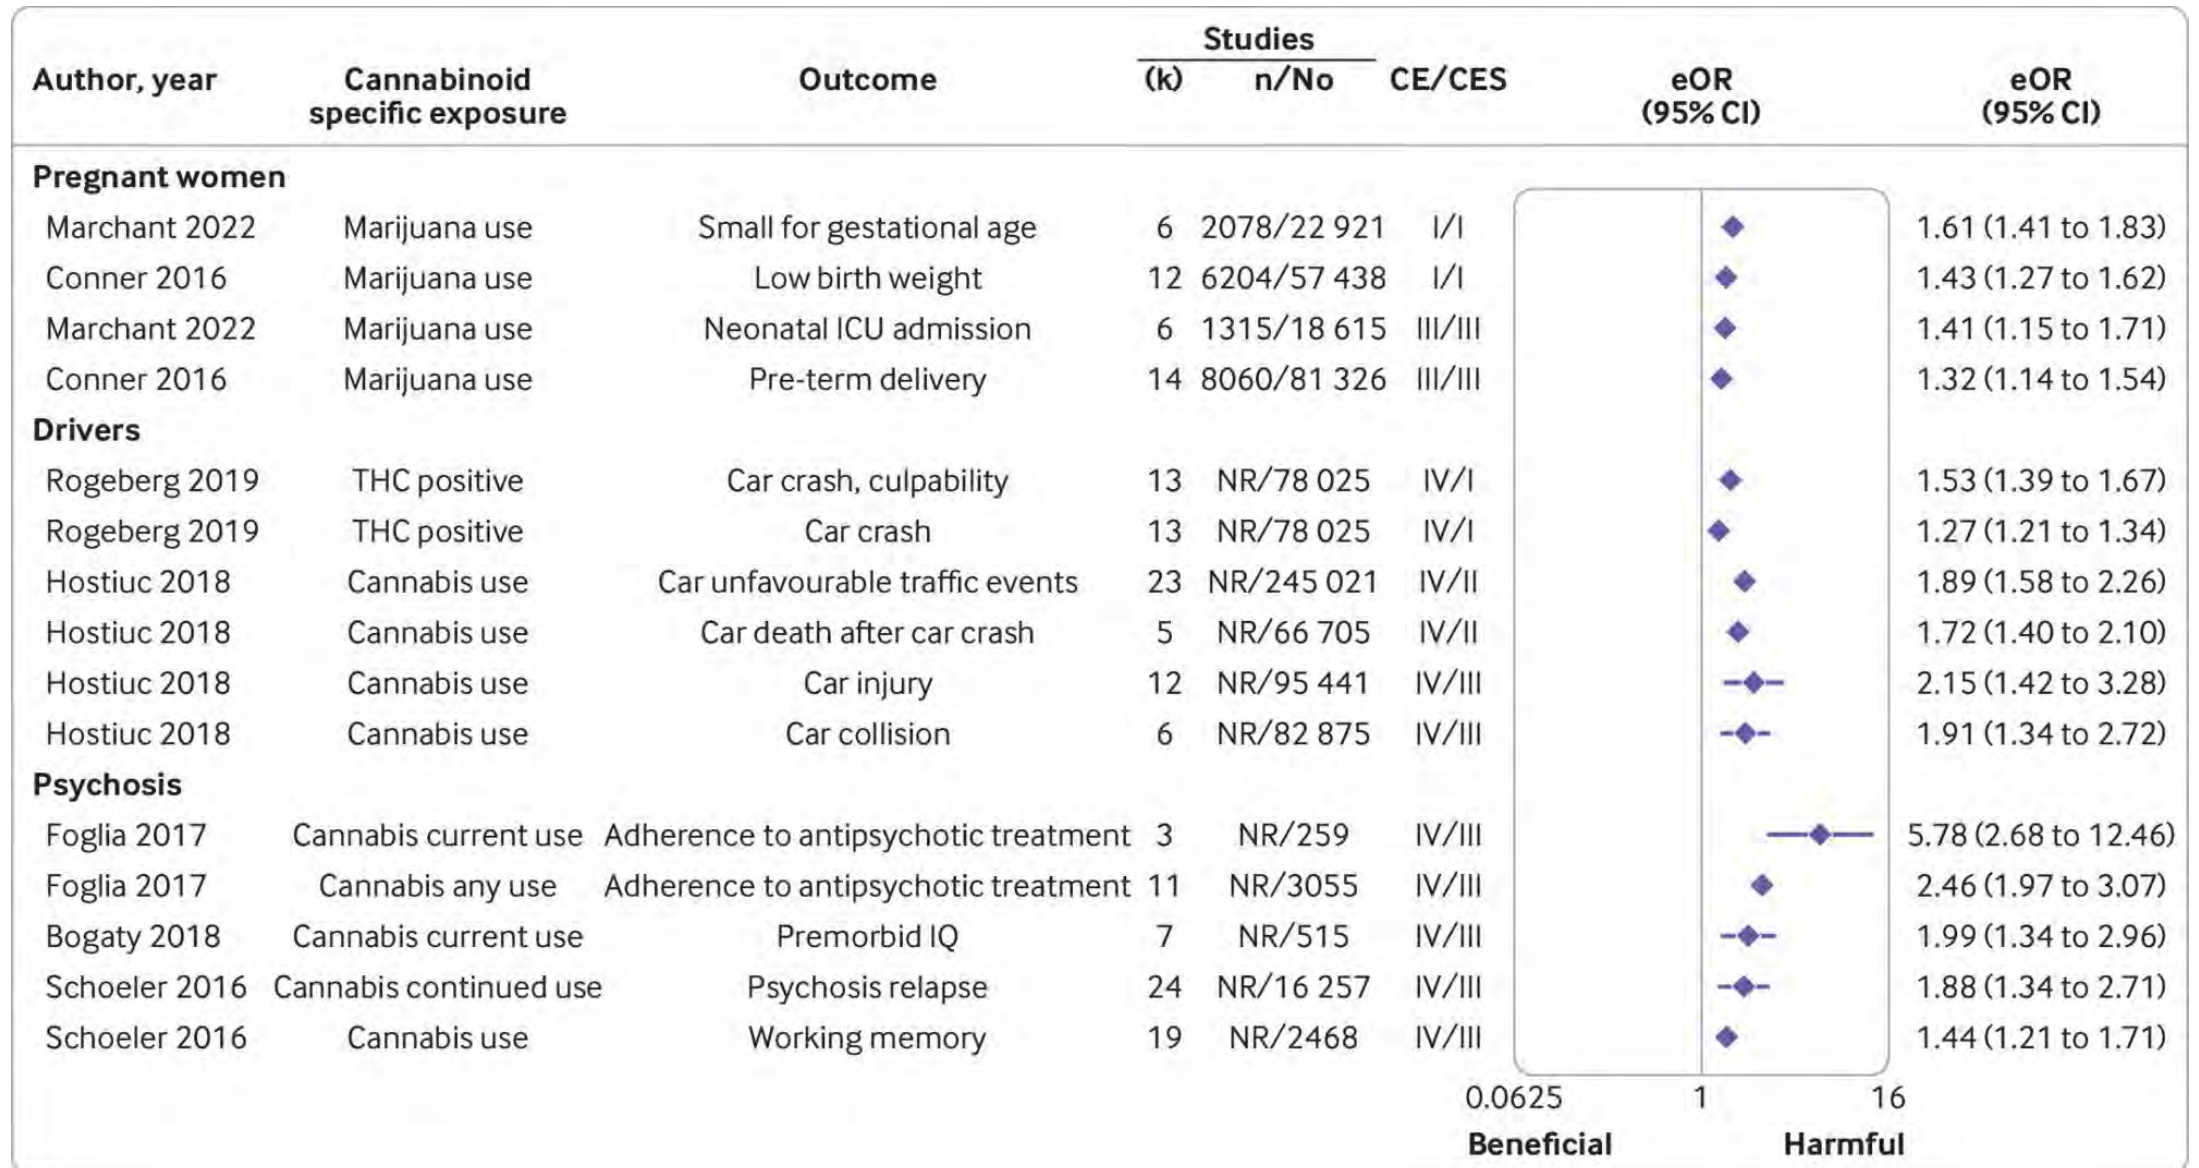 Studies
Author, year Cannabinoid specific exposure Outcome (k) n/No CE/CES eOR (95% CI) eOR (95% CI)
Pregnant women
Marchant 2022 Marijuana use Small for gestational age 6 2078/22 921 I/I 1.61 (1.41 to 1.83)
Conner 2016 Marijuana use Low birth weight 12 6204/57 438 I/I 1.43 (1.27 to 1.62)
Marchant 2022 Marijuana use Neonatal ICU admission 6 1315/18 615 III/III 1.41 (1.15 to 1.71)
Conner 2016 Marijuana use Pre-term delivery 14 8060/81 326 III/III 1.32 (1.14 to 1.54)
Drivers
Rogeberg 2019 THC positive Car crash, culpability 13 NR/78 025 IV/I 1.53 (1.39 to 1.67)
Rogeberg 2019 THC positive Car crash 13 NR/78 025 IV/I 1.27 (1.21 to 1.34)
Hostiuc 2018 Cannabis use Car unfavourable traffic events 23 NR/245 021 IV/II 1.89 (1.58 to 2.26)
Hostiuc 2018 Cannabis use Car death after car crash 5 NR/66 705 IV/II 1.72 (1.40 to 2.10)
Hostiuc 2018 Cannabis use Car injury 12 NR/95 441 IV/III 2.15 (1.42 to 3.28)
Hostiuc 2018 Cannabis use Car collision 6 NR/82 875 IV/III 1.91 (1.34 to 2.72)
Psychosis
Foglia 2017 Cannabis current use Adherence to antipsychotic treatment 3 NR/259 IV/III 5.78 (2.68 to 12.46)
Foglia 2017 Cannabis any use Adherence to antipsychotic treatment 11 NR/3055 IV/III 2.46 (1.97 to 3.07)
Bogaty 2018 Cannabis current use Premorbid IQ 7 NR/515 IV/III 1.99 (1.34 to 2.96)
Schoeler 2016 Cannabis continued use Psychosis relapse 24 NR/16 257 IV/III 1.88 (1.34 to 2.71)
Schoeler 2016 Cannabis use Working memory 19 NR/2468 IV/III 1.44 (1.21 to 1.71)
0.0625 1 16
Beneficial Harmful